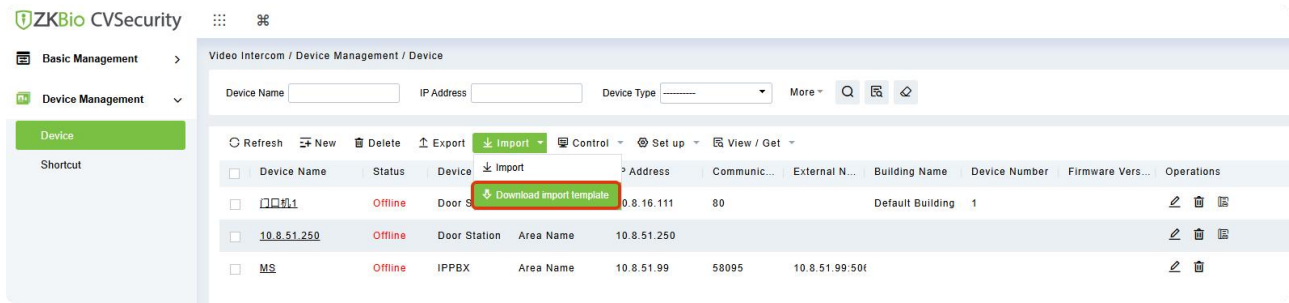 ZKBio CVSecurity
Basic Management
Video Intercom / Device Management / Device
Device Management
Device Name IP Address Device Type ---------- More
Device
Shortcut
Refresh New Delete Export Import Control Set up View / Get
Import
Download import template
Device Name Status Device P Address Communic... External N... Building Name Device Number Firmware Vers... Operations
门口机1 Offline Door S 0.8.16.111 80 Default Building 1
10.8.51.250 Offline Door Station Area Name 10.8.51.250
MS Offline IPPBX Area Name 10.8.51.99 58095 10.8.51.99:506